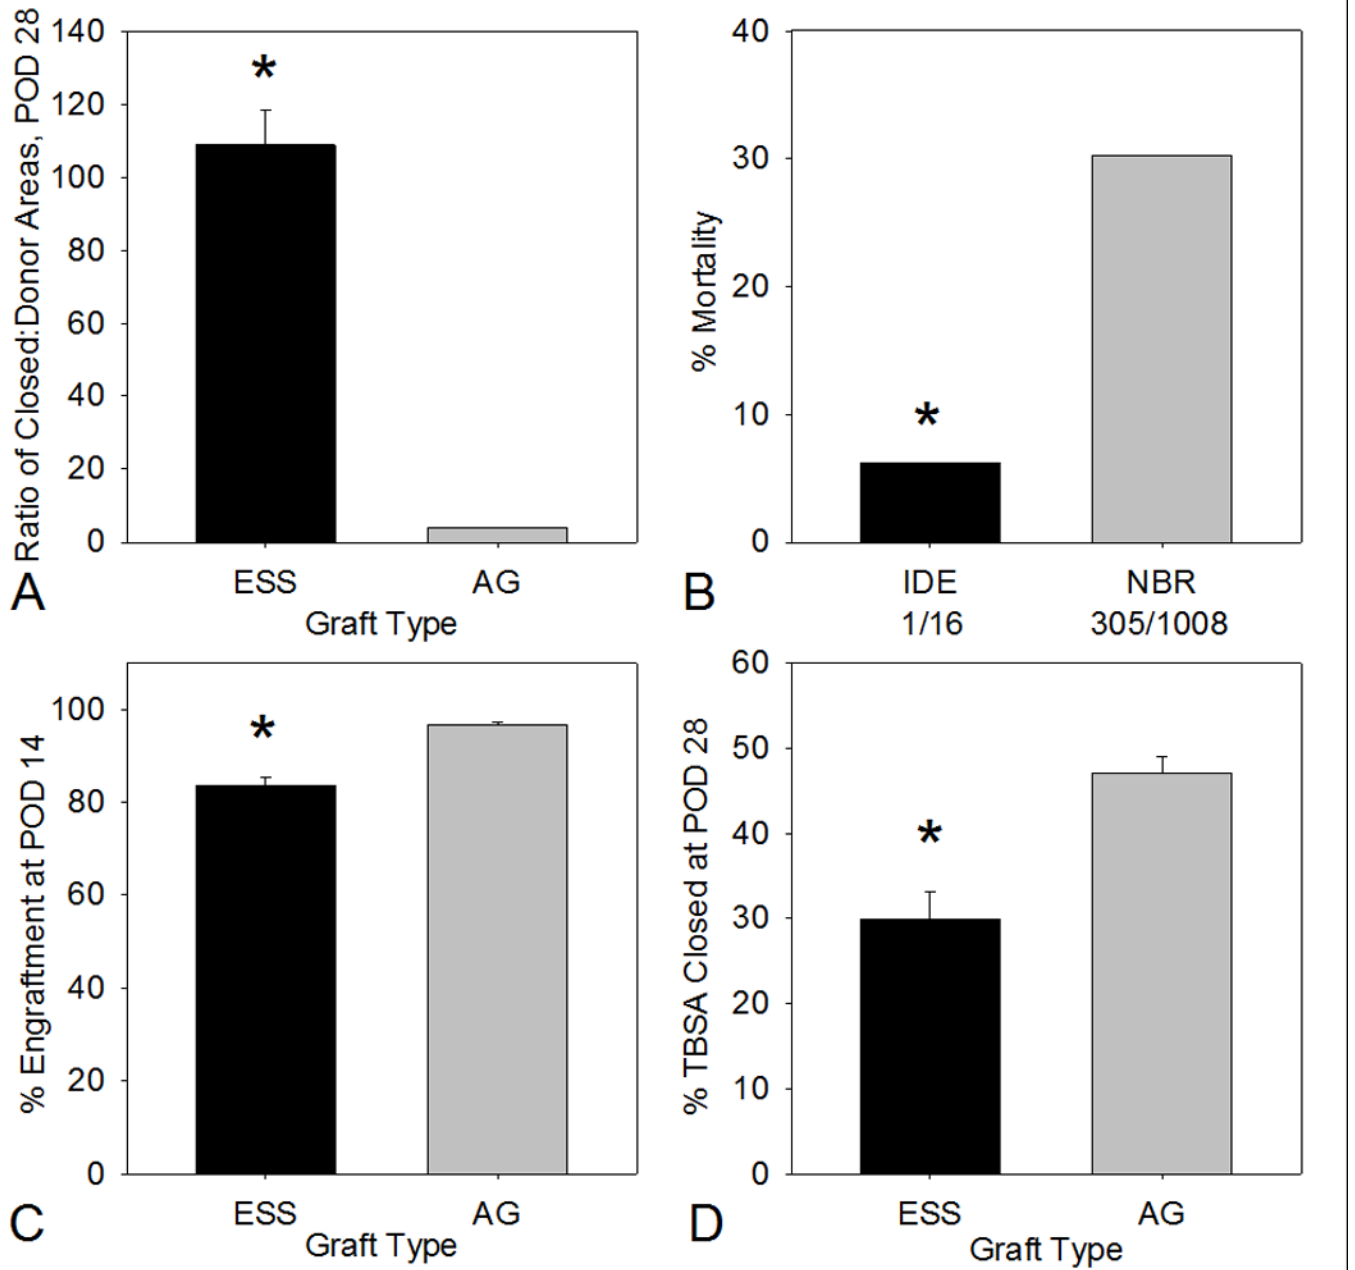 Ratio of Closed:Donor Areas, POD 28
140
120
100
80
60
40
20
0
*
ESS AG
Graft Type
A
% Mortality
40
30
20
10
0
*
IDE NBR
1/16 305/1008
B
% Engraftment at POD 14
100
80
60
40
20
0
*
ESS AG
Graft Type
C
% TBSA Closed at POD 28
60
50
40
30
20
10
0
*
ESS AG
Graft Type
D